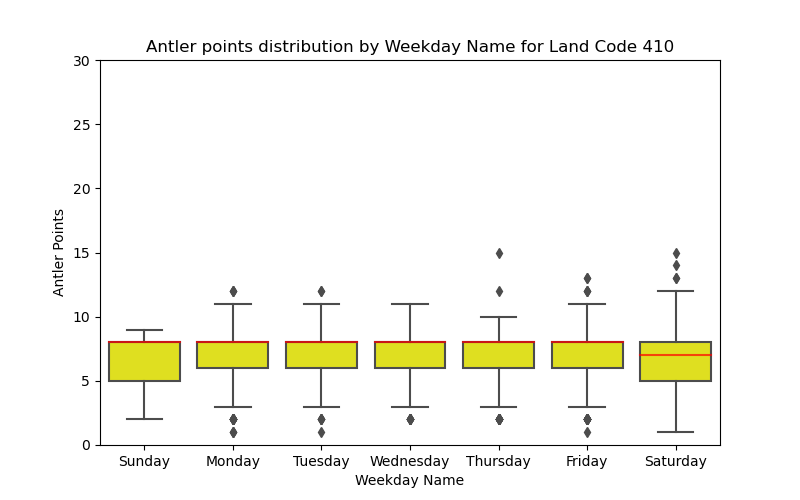 Antler points distribution by Weekday Name for Land Code 410
30
25
20
15
10
5
0
Antler Points
Sunday Monday Tuesday Wednesday Thursday Friday Saturday
Weekday Name